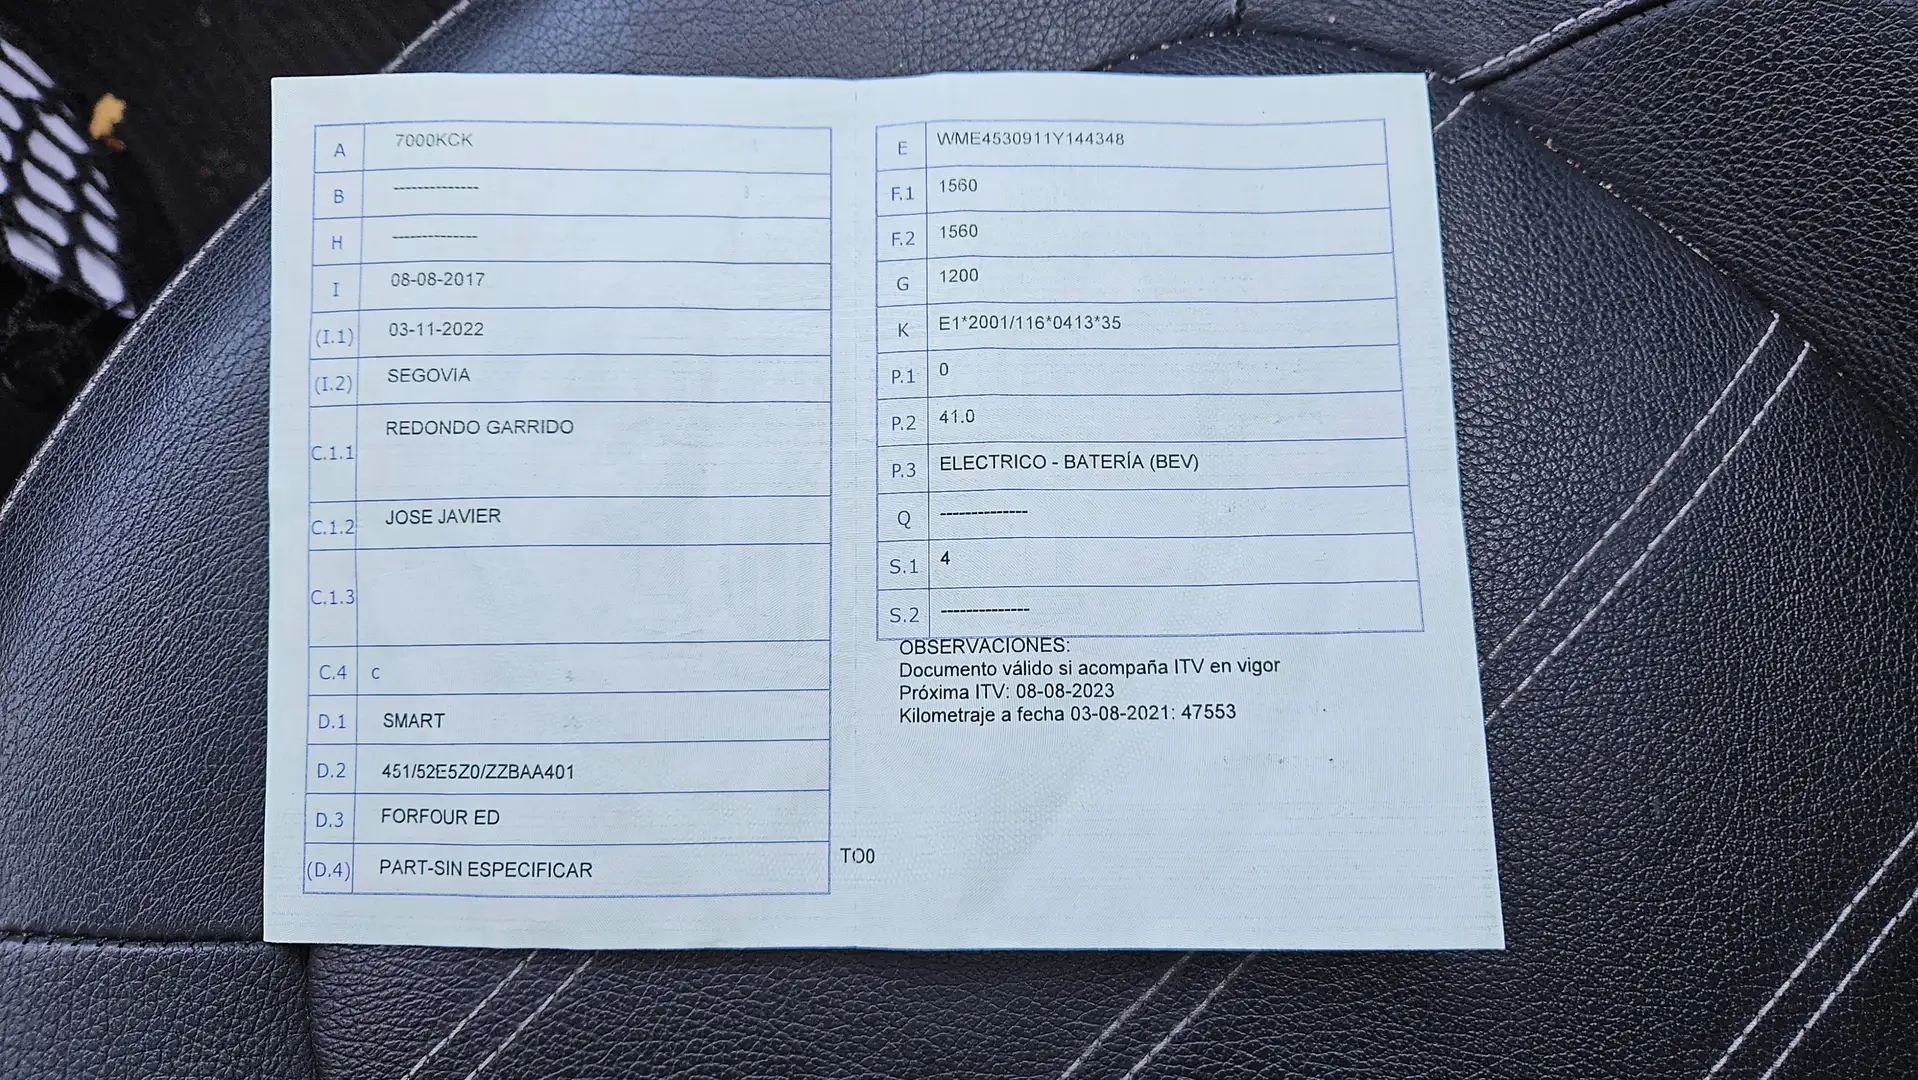 A 7000KCK
B --------------
H --------------
I 08-08-2017
(I.1) 03-11-2022
(I.2) SEGOVIA
C.1.1 REDONDO GARRIDO
C.1.2 JOSE JAVIER
C.1.3
C.4 c
D.1 SMART
D.2 451/52E5Z0/ZZBAA401
D.3 FORFOUR ED
(D.4) PART-SIN ESPECIFICAR
E WME4530911Y144348
F.1 1560
F.2 1560
G 1200
K E1*2001/116*0413*35
P.1 0
P.2 41.0
P.3 ELECTRICO - BATERÍA (BEV)
Q --------------
S.1 4
S.2 --------------
OBSERVACIONES:
Documento válido si acompaña ITV en vigor
Próxima ITV: 08-08-2023
Kilometraje a fecha 03-08-2021: 47553
TO0